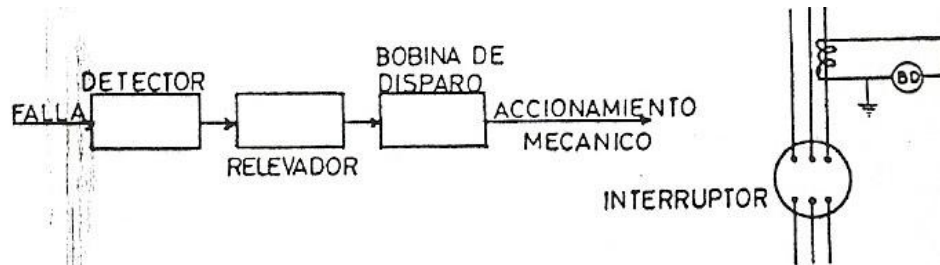 DETECTOR
BOBINA DE
DISPARO
FALLA
ACCIONAMIENTO
MECANICO
RELEVADOR
BD
INTERRUPTOR